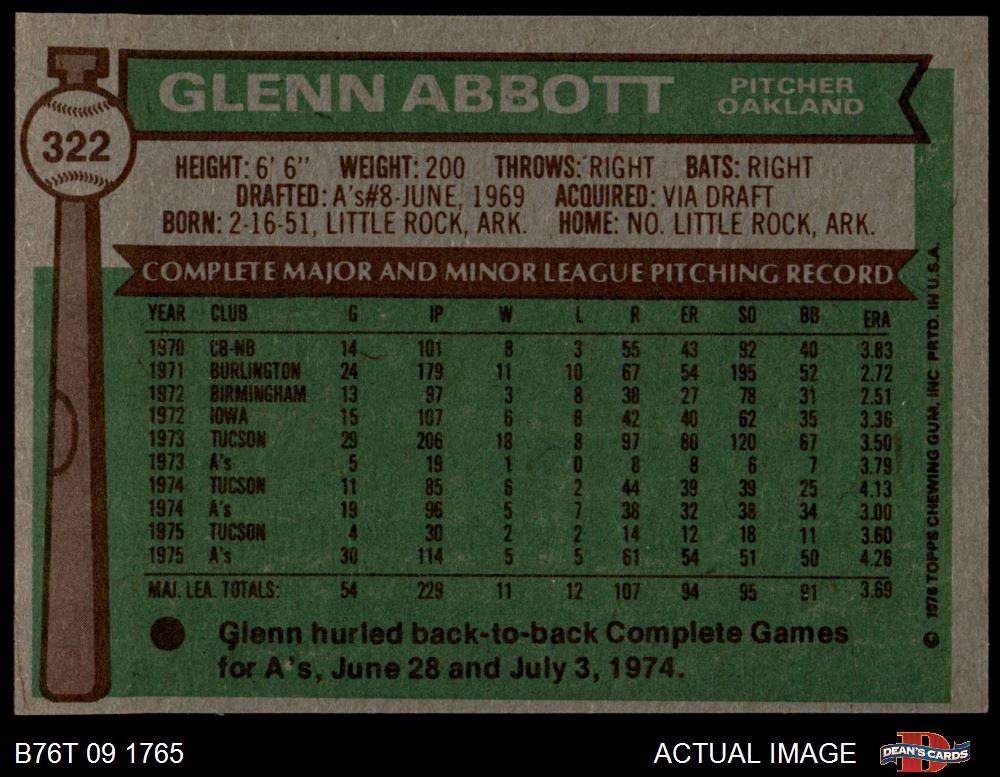 322
GLENN ABBOTT
PITCHER
OAKLAND
HEIGHT: 6' 6" WEIGHT: 200 THROWS: RIGHT BATS: RIGHT
DRAFTED: A's#8-JUNE, 1969 ACQUIRED: VIA DRAFT
BORN: 2-16-51, LITTLE ROCK, ARK. HOME: NO. LITTLE ROCK, ARK.
COMPLETE MAJOR AND MINOR LEAGUE PITCHING RECORD
YEAR CLUB G IP W L R ER SO BB ERA
1970 CB-NB 14 101 8 3 55 43 92 40 3.83
1971 BURLINGTON 24 179 11 10 67 54 195 52 2.72
1972 BIRMINGHAM 13 97 3 8 38 27 78 31 2.51
1972 IOWA 15 107 6 6 42 40 62 35 3.36
1973 TUCSON 29 206 18 8 97 80 120 67 3.50
1973 A's 5 19 1 0 8 8 6 7 3.79
1974 TUCSON 11 85 6 2 44 39 39 25 4.13
1974 A's 19 96 5 7 38 32 38 34 3.00
1975 TUCSON 4 30 2 2 14 12 18 11 3.60
1975 A's 30 114 5 5 61 54 51 50 4.26
MAJ. LEA. TOTALS: 54 229 11 12 107 94 95 91 3.69
Glenn hurled back-to-back Complete Games
for A's, June 28 and July 3, 1974.
© 1976 TOPPS CHEWING GUM, INC PRTD. IN U.S.A.
B76T 09 1765
ACTUAL IMAGE
DEAN'S CARDS